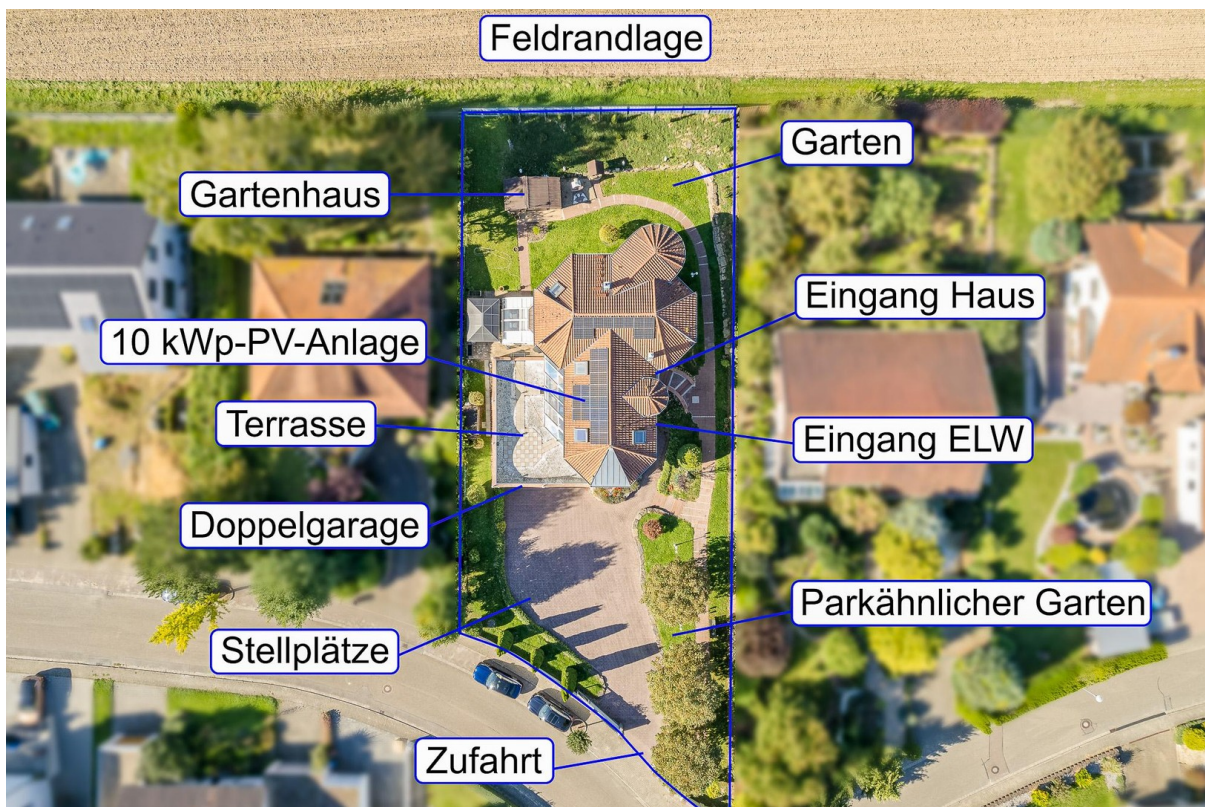 Feldrandlage
Garten
Gartenhaus
Eingang Haus
10 kWp-PV-Anlage
Terrasse
Eingang ELW
Doppelgarage
Parkähnlicher Garten
Stellplätze
Zufahrt